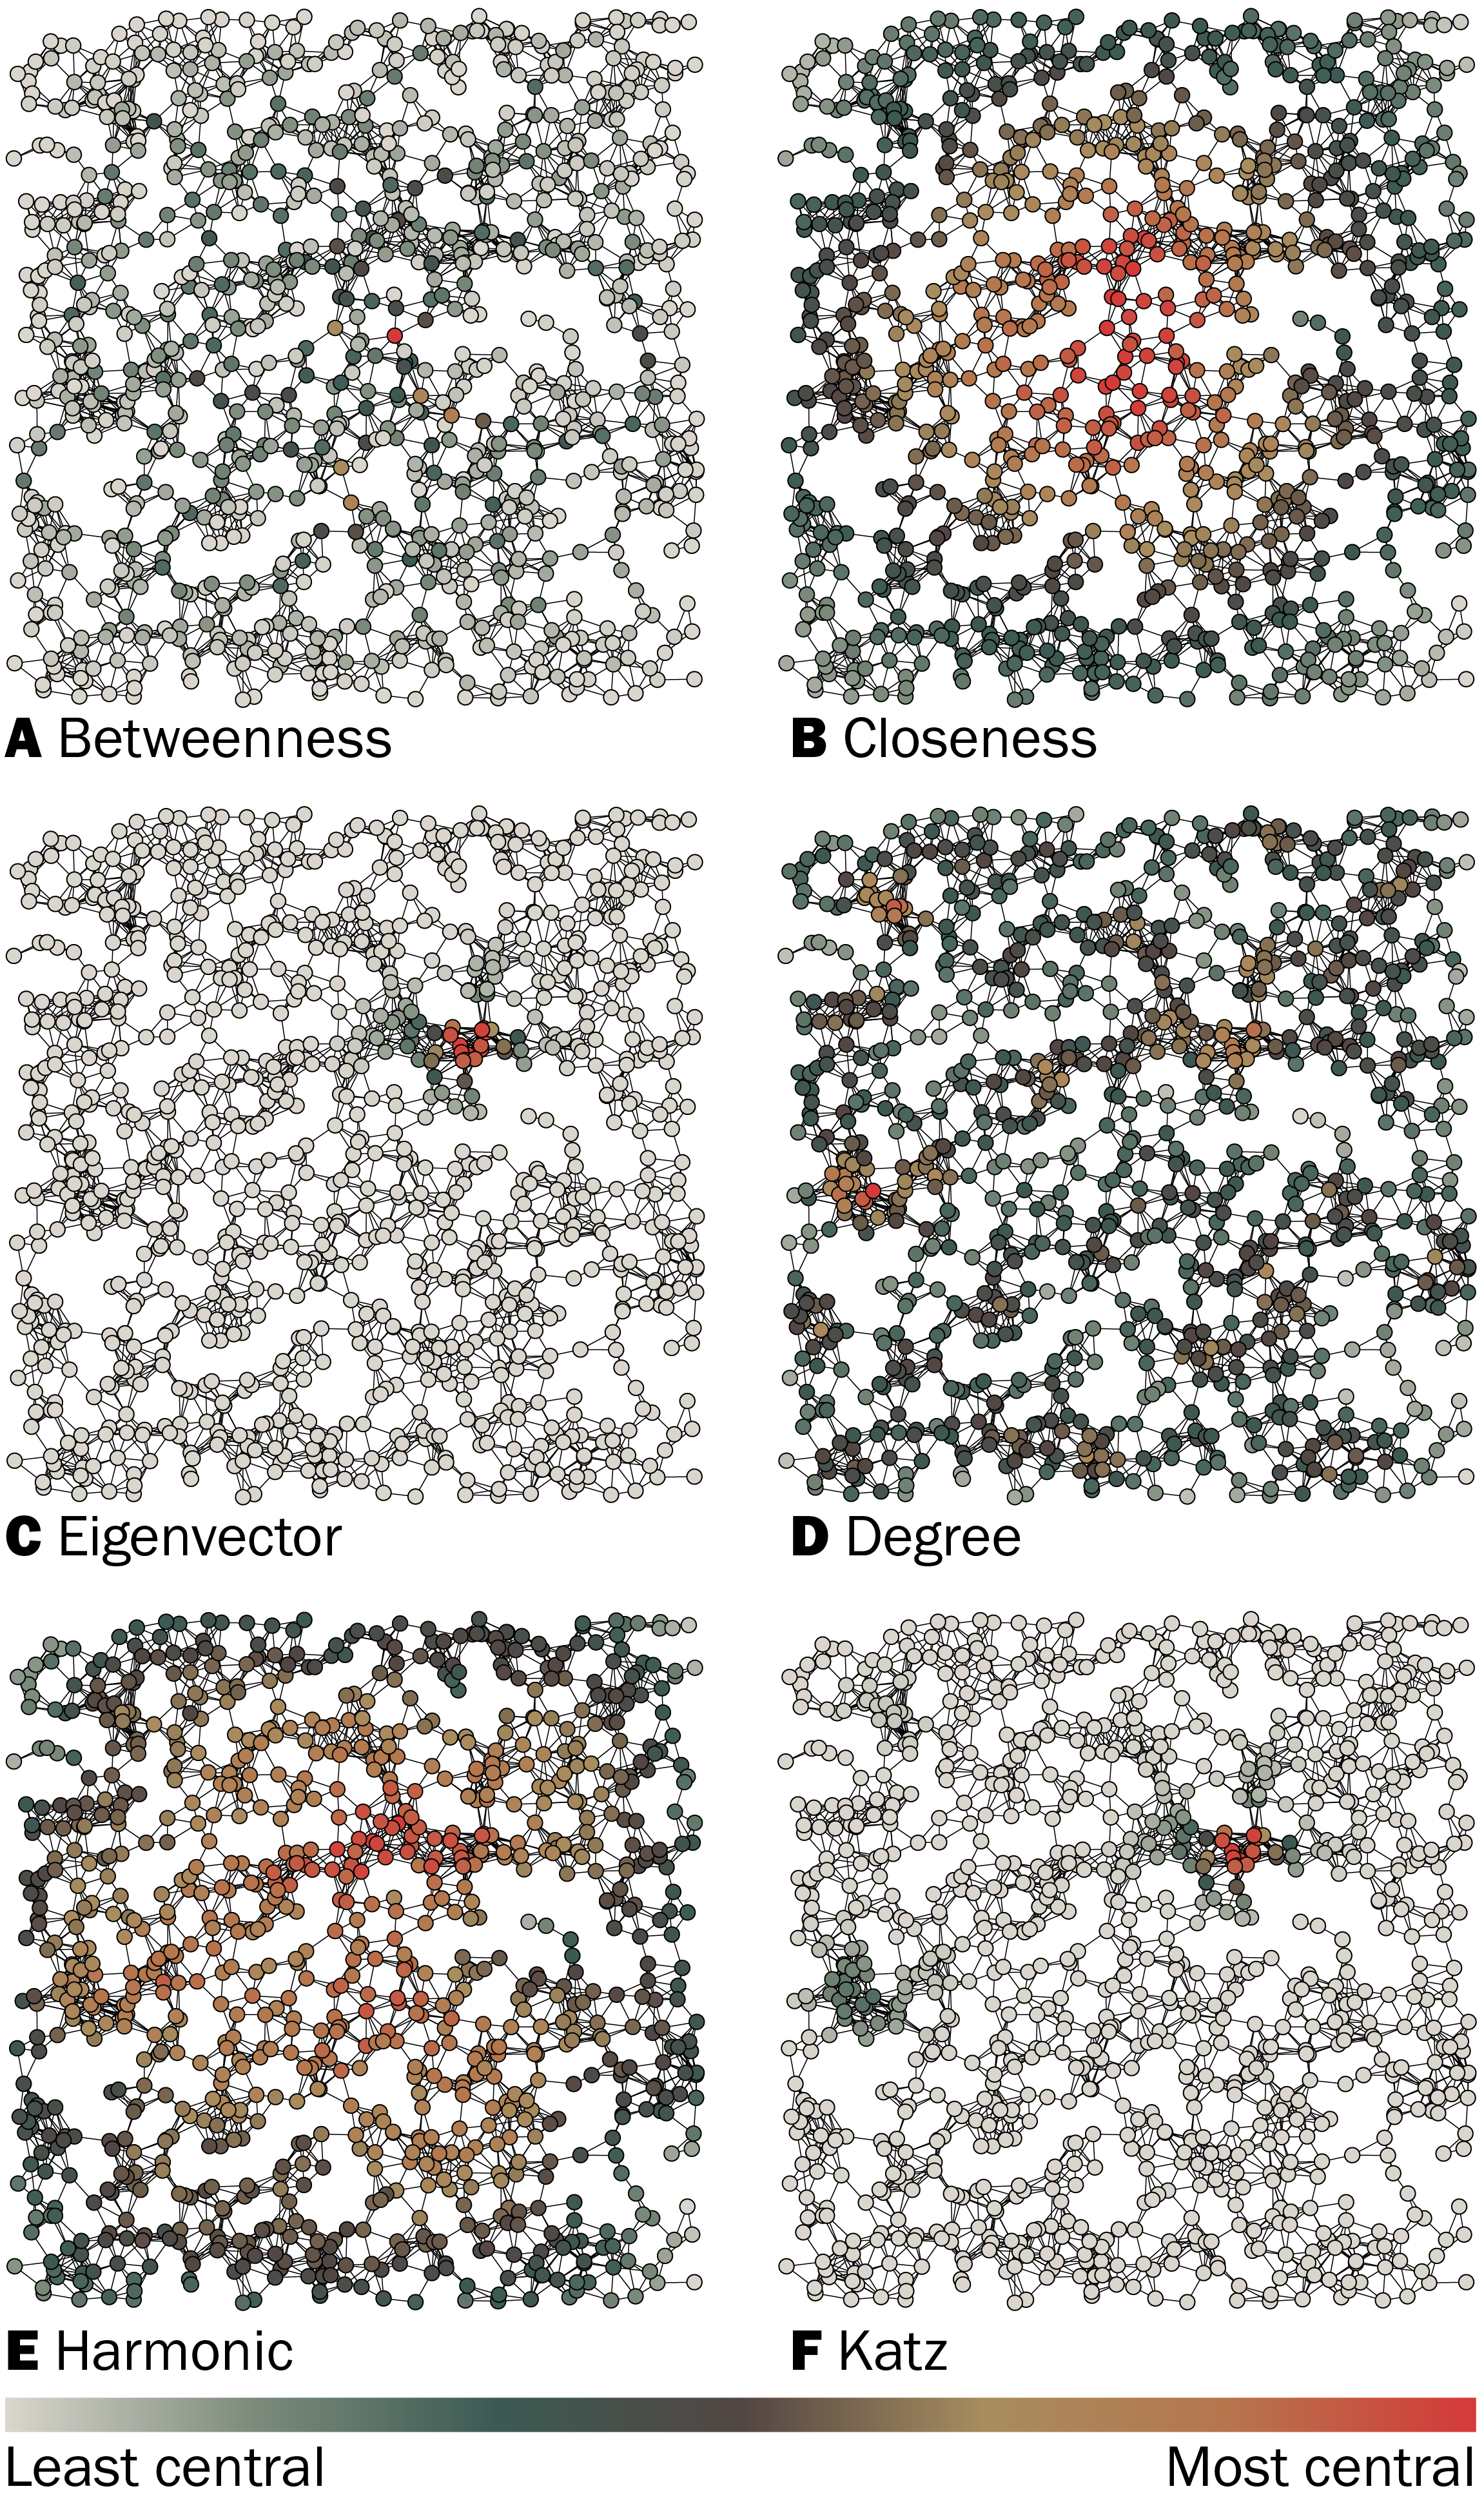 A Betweenness
B Closeness
C Eigenvector
D Degree
E Harmonic
F Katz
Least central
Most central